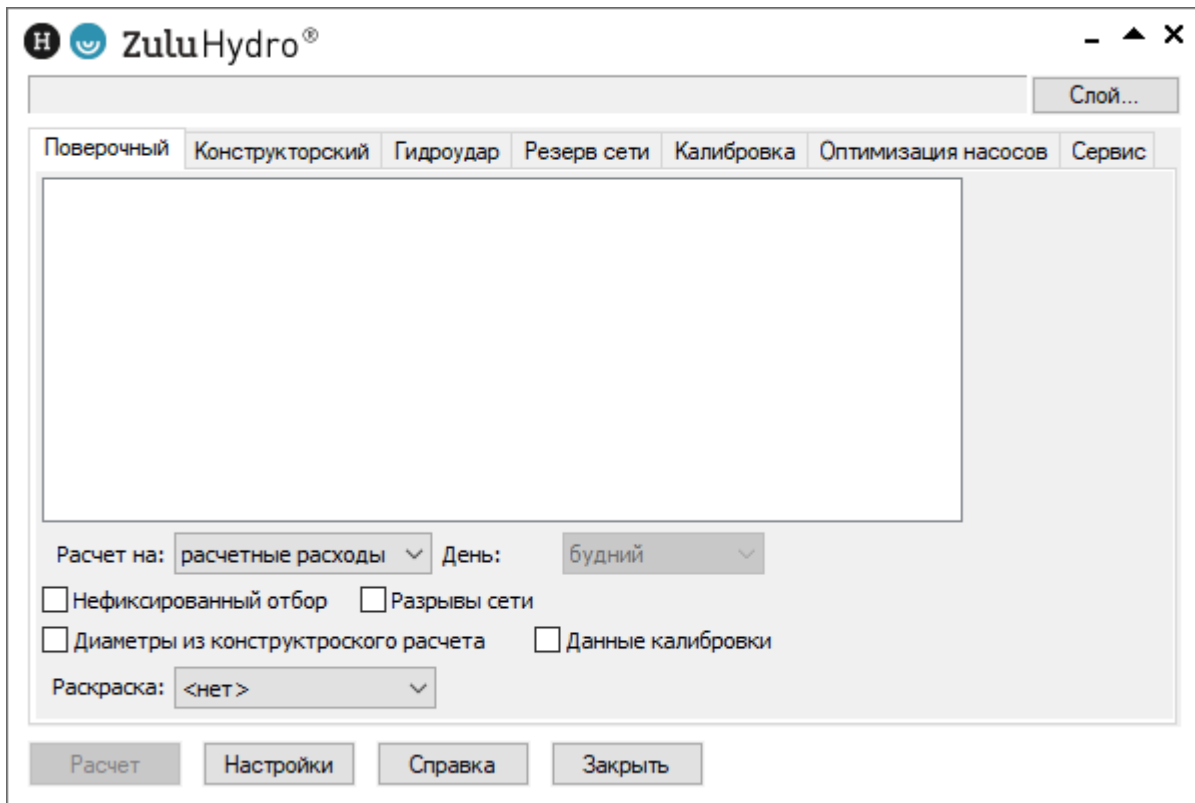 H ZuluHydro®
Слой...
Поверочный Конструкторский Гидроудар Резерв сети Калибровка Оптимизация насосов Сервис
Расчет на: расчетные расходы День: будний
Нефиксированный отбор Разрывы сети
Диаметры из конструктроского расчета Данные калибровки
Раскраска: <нет>
Расчет Настройки Справка Закрыть